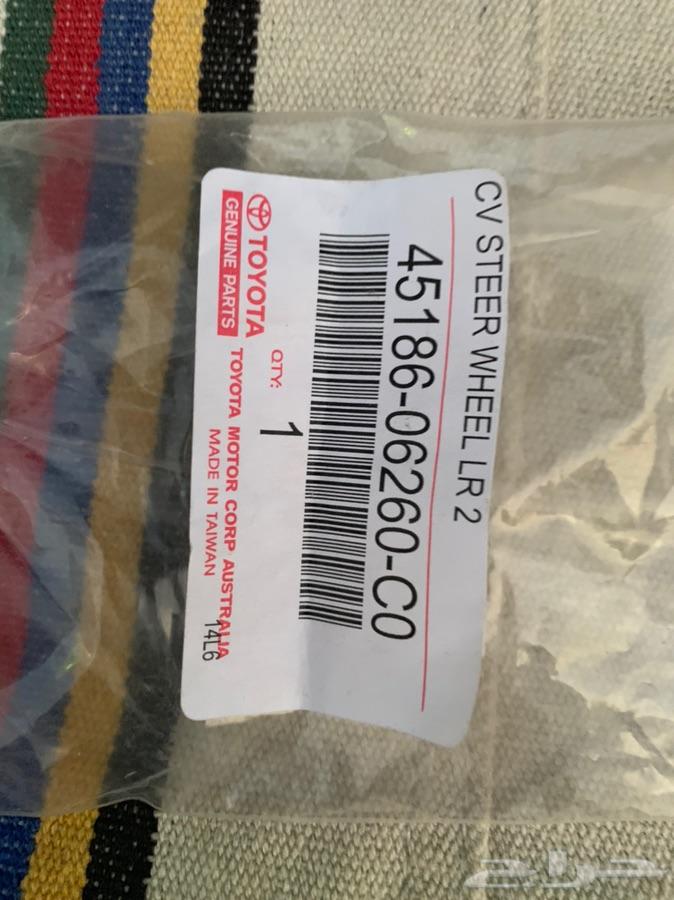 CV STEER WHEEL LR 2
45186-06260-C0
QTY:
1
TOYOTA
GENUINE PARTS
TOYOTA MOTOR CORP AUSTRALIA
MADE IN TAIWAN
14L6
حراج